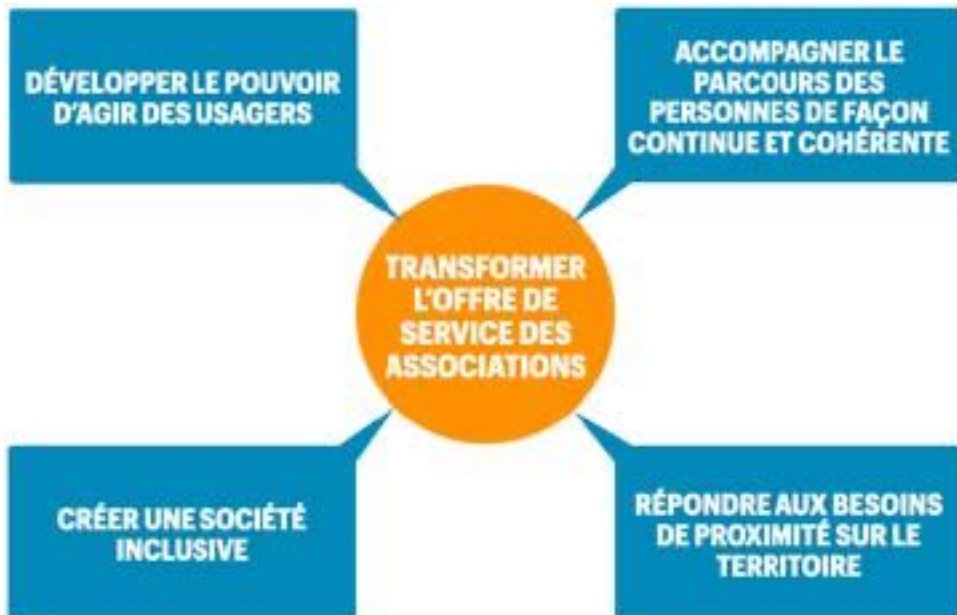 DÉVELOPPER LE POUVOIR
D'AGIR DES USAGERS
ACCOMPAGNER LE
PARCOURS DES
PERSONNES DE FAÇON
CONTINUE ET COHÉRENTE
TRANSFORMER
L'OFFRE DE
SERVICE DES
ASSOCIATIONS
CRÉER UNE SOCIÉTÉ
INCLUSIVE
RÉPONDRE AUX BESOINS
DE PROXIMITÉ SUR LE
TERRITOIRE